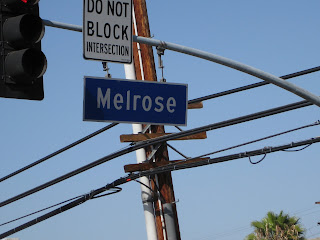 DO NOT
BLOCK
INTERSECTION
Melrose